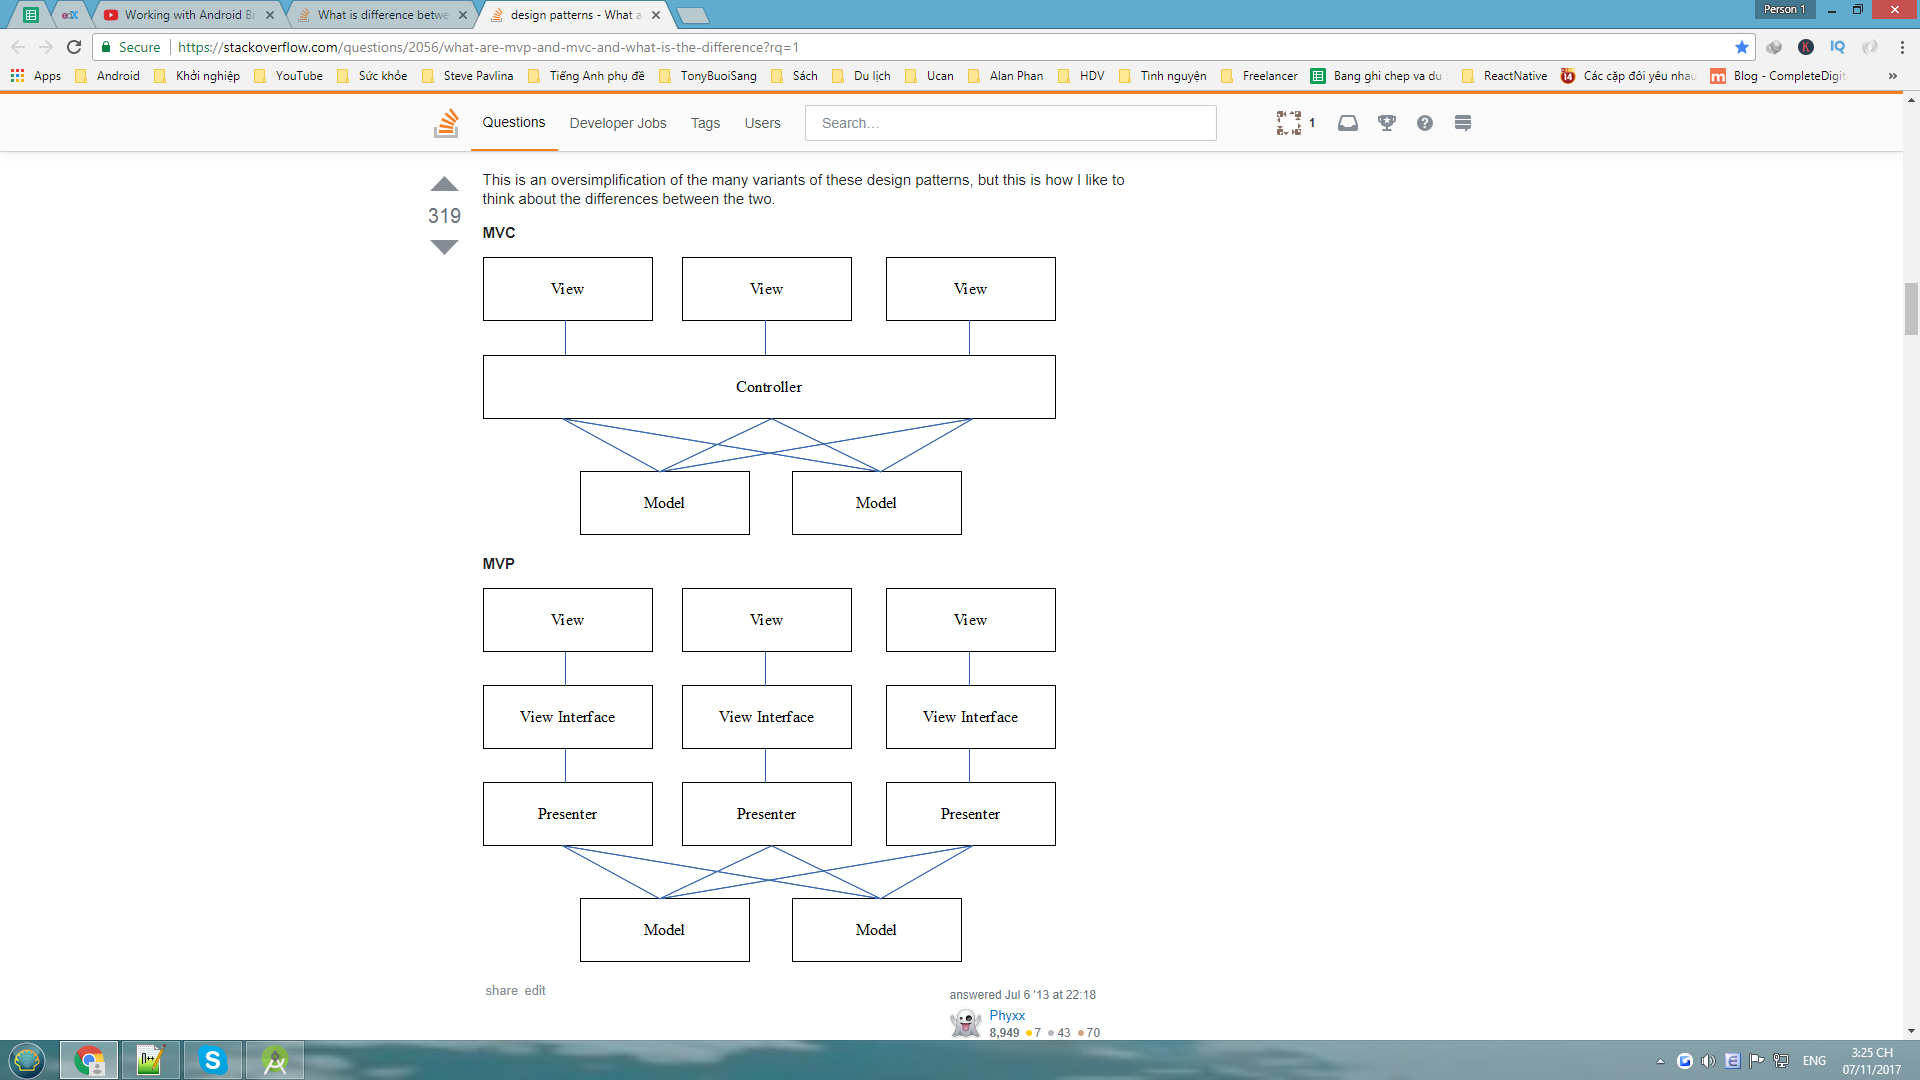 edX
Working with Android Br
What is difference betwe
design patterns - What a
Person 1
Secure
https://stackoverflow.com/questions/2056/what-are-mvp-and-mvc-and-what-is-the-difference?rq=1
K
IQ
Apps
Android
Khởi nghiệp
YouTube
Sức khỏe
Steve Pavlina
Tiếng Anh phụ đề
TonyBuoiSang
Sách
Du lịch
Ucan
Alan Phan
HDV
Tình nguyện
Freelancer
Bang ghi chep va du
ReactNative
14
Các cặp đôi yêu nhau
m
Blog - CompleteDigit
»
Questions
Developer Jobs
Tags
Users
Search…
1
?
This is an oversimplification of the many variants of these design patterns, but this is how I like to
think about the differences between the two.
319
MVC
View
View
View
Controller
Model
Model
MVP
View
View
View
View Interface
View Interface
View Interface
Presenter
Presenter
Presenter
Model
Model
share edit
answered Jul 6 '13 at 22:18
Phyxx
8,949 ●7 ●43 ●70
S
ENG
3:25 CH
07/11/2017